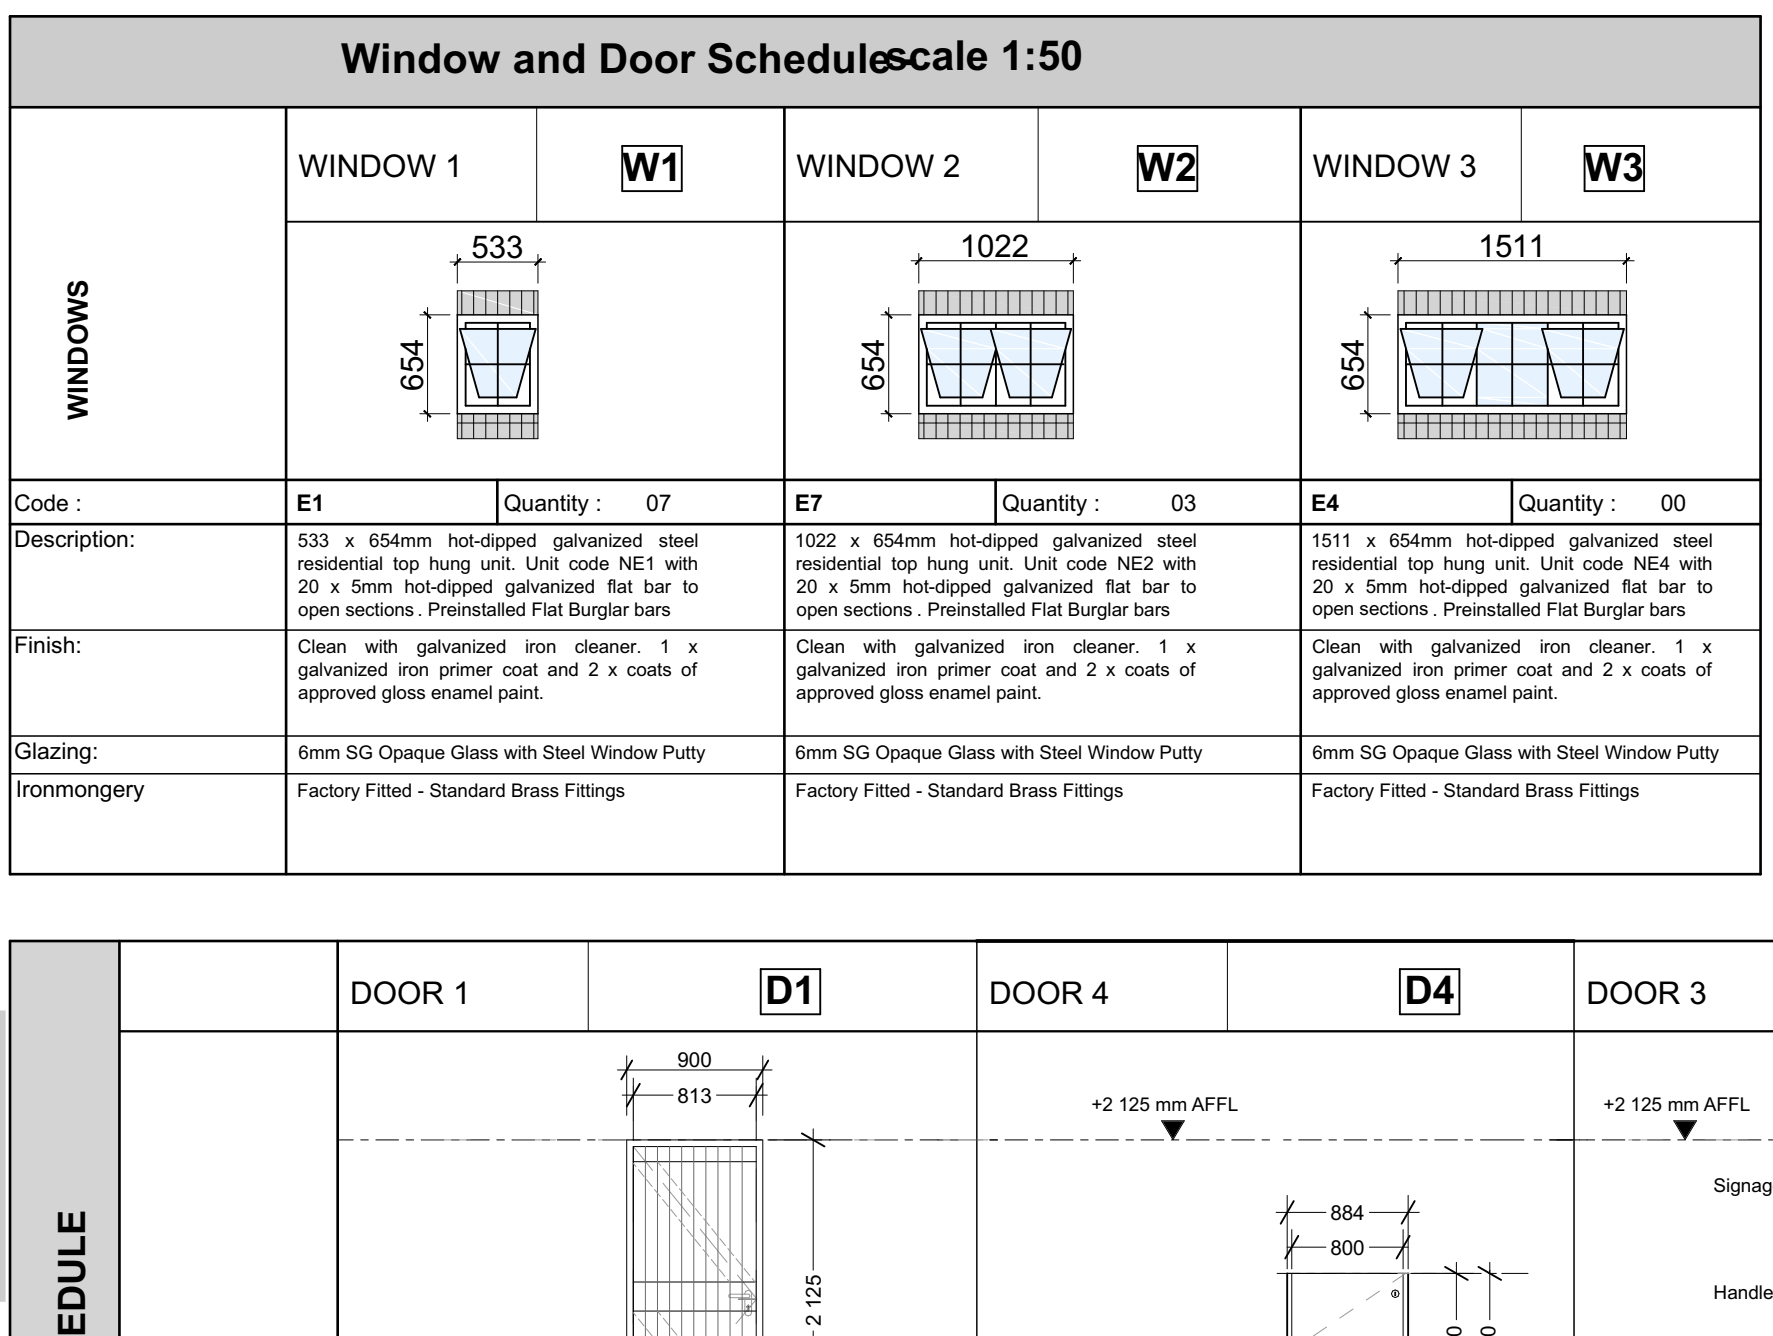 Window and Door Schedule-
scale 1:50
WINDOW 1
W1
WINDOW 2
W2
WINDOW 3
W3
WINDOWS
533
654
1022
654
1511
654
Code :
E1
Quantity : 07
E7
Quantity : 03
E4
Quantity : 00
Description:
533 x 654mm hot-dipped galvanized steel
residential top hung unit. Unit code NE1 with
20 x 5mm hot-dipped galvanized flat bar to
open sections . Preinstalled Flat Burglar bars
1022 x 654mm hot-dipped galvanized steel
residential top hung unit. Unit code NE2 with
20 x 5mm hot-dipped galvanized flat bar to
open sections . Preinstalled Flat Burglar bars
1511 x 654mm hot-dipped galvanized steel
residential top hung unit. Unit code NE4 with
20 x 5mm hot-dipped galvanized flat bar to
open sections . Preinstalled Flat Burglar bars
Finish:
Clean with galvanized iron cleaner. 1 x
galvanized iron primer coat and 2 x coats of
approved gloss enamel paint.
Clean with galvanized iron cleaner. 1 x
galvanized iron primer coat and 2 x coats of
approved gloss enamel paint.
Clean with galvanized iron cleaner. 1 x
galvanized iron primer coat and 2 x coats of
approved gloss enamel paint.
Glazing:
6mm SG Opaque Glass with Steel Window Putty
6mm SG Opaque Glass with Steel Window Putty
6mm SG Opaque Glass with Steel Window Putty
Ironmongery
Factory Fitted - Standard Brass Fittings
Factory Fitted - Standard Brass Fittings
Factory Fitted - Standard Brass Fittings
EDULE
DOOR 1
D1
DOOR 4
D4
DOOR 3
900
813
2 125
+2 125 mm AFFL
884
800
+2 125 mm AFFL
Signag
Handle